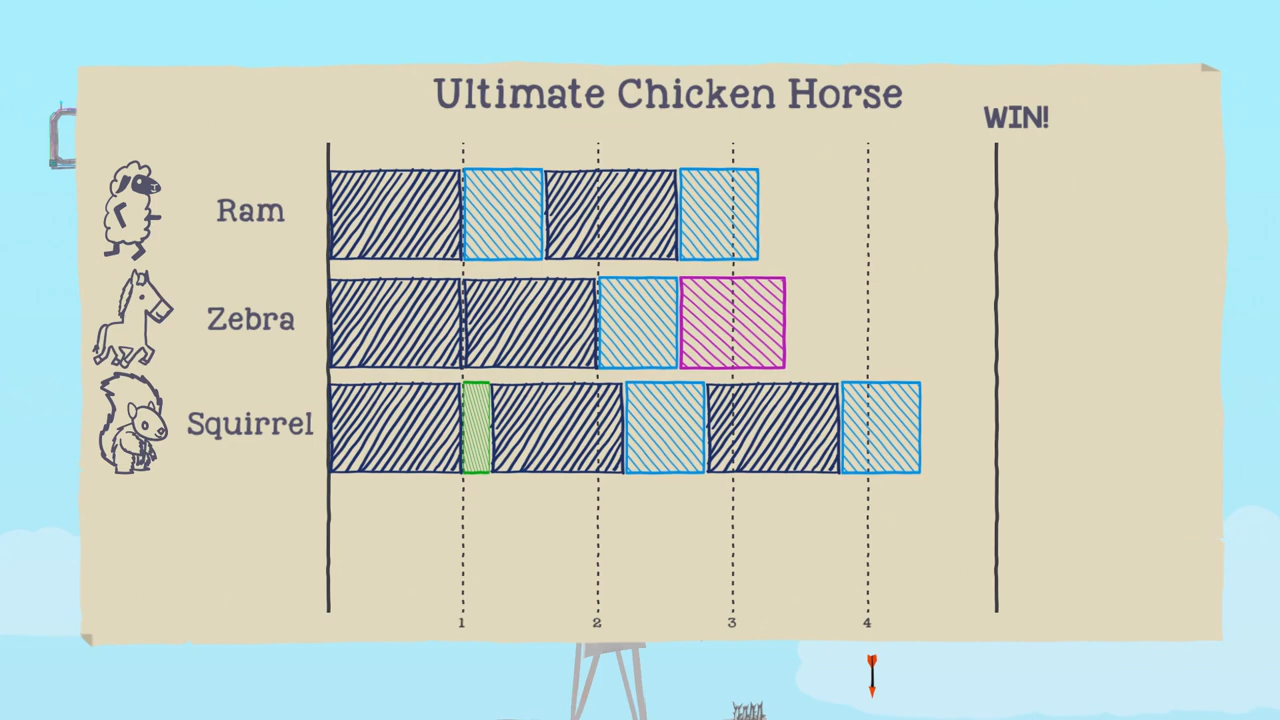 Ultimate Chicken Horse
WIN!
Ram
Zebra
Squirrel
1 2 3 4